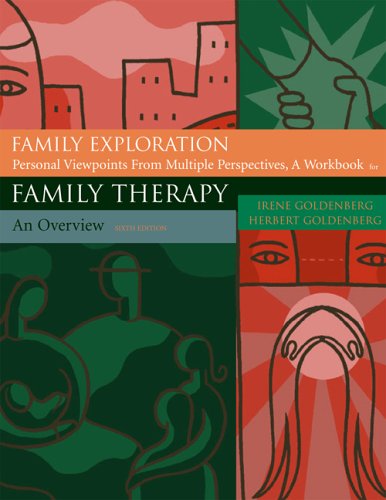 FAMILY EXPLORATION
Personal Viewpoints From Multiple Perspectives, A Workbook for
FAMILY THERAPY
An Overview SIXTH EDITION
IRENE GOLDENBERG
HERBERT GOLDENBERG